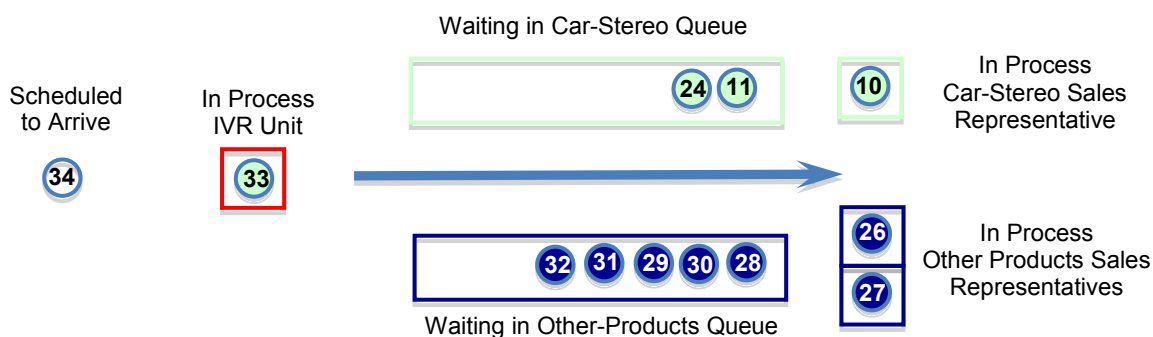 Waiting in Car-Stereo Queue
24 11
10
In Process
Car-Stereo Sales
Representative
Scheduled
to Arrive
34
In Process
IVR Unit
33
32 31 29 30 28
Waiting in Other-Products Queue
26
27
In Process
Other Products Sales
Representatives